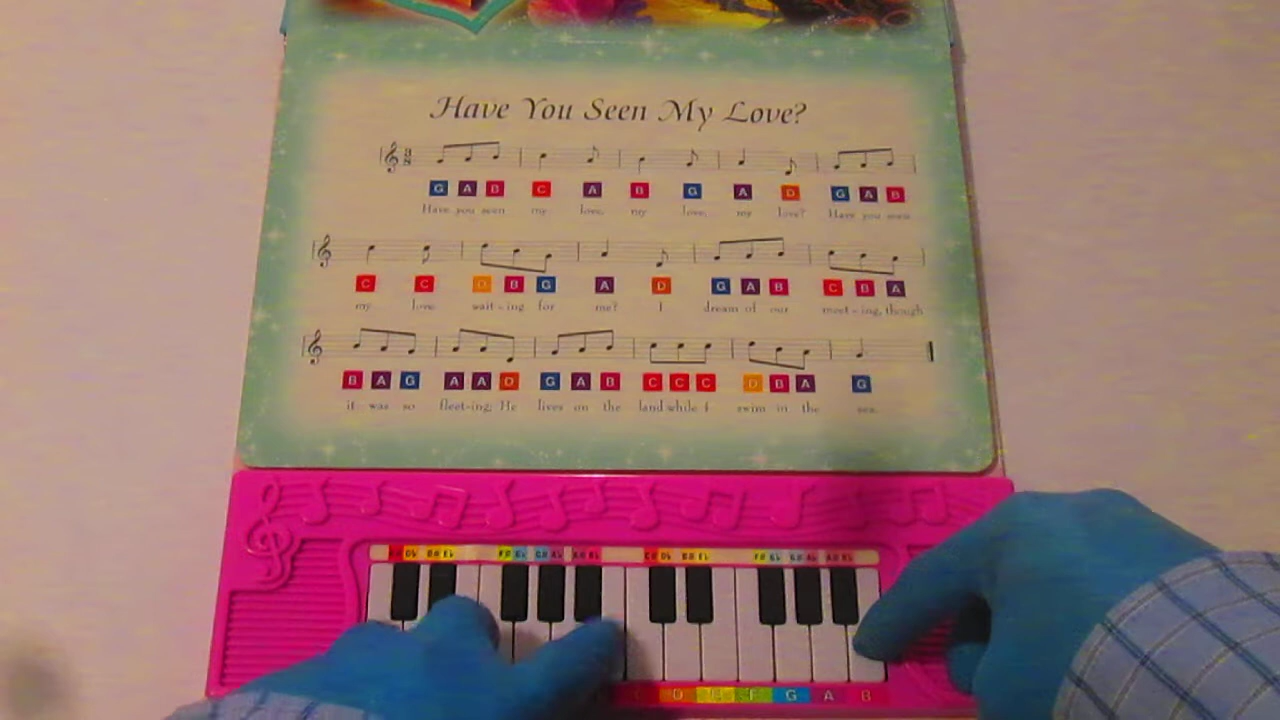 Have You Seen My Love?
G A B C A B G A D G A B
Have you seen my love, my love, my love? Have you seen
C C D B G A D G A B C B A
my love wait - ing for me? I dream of our meet - ing, though
B A G A A D G A B C C C D B A G
it was so fleet - ing; He lives on the land while I swim in the sea.
D G A B